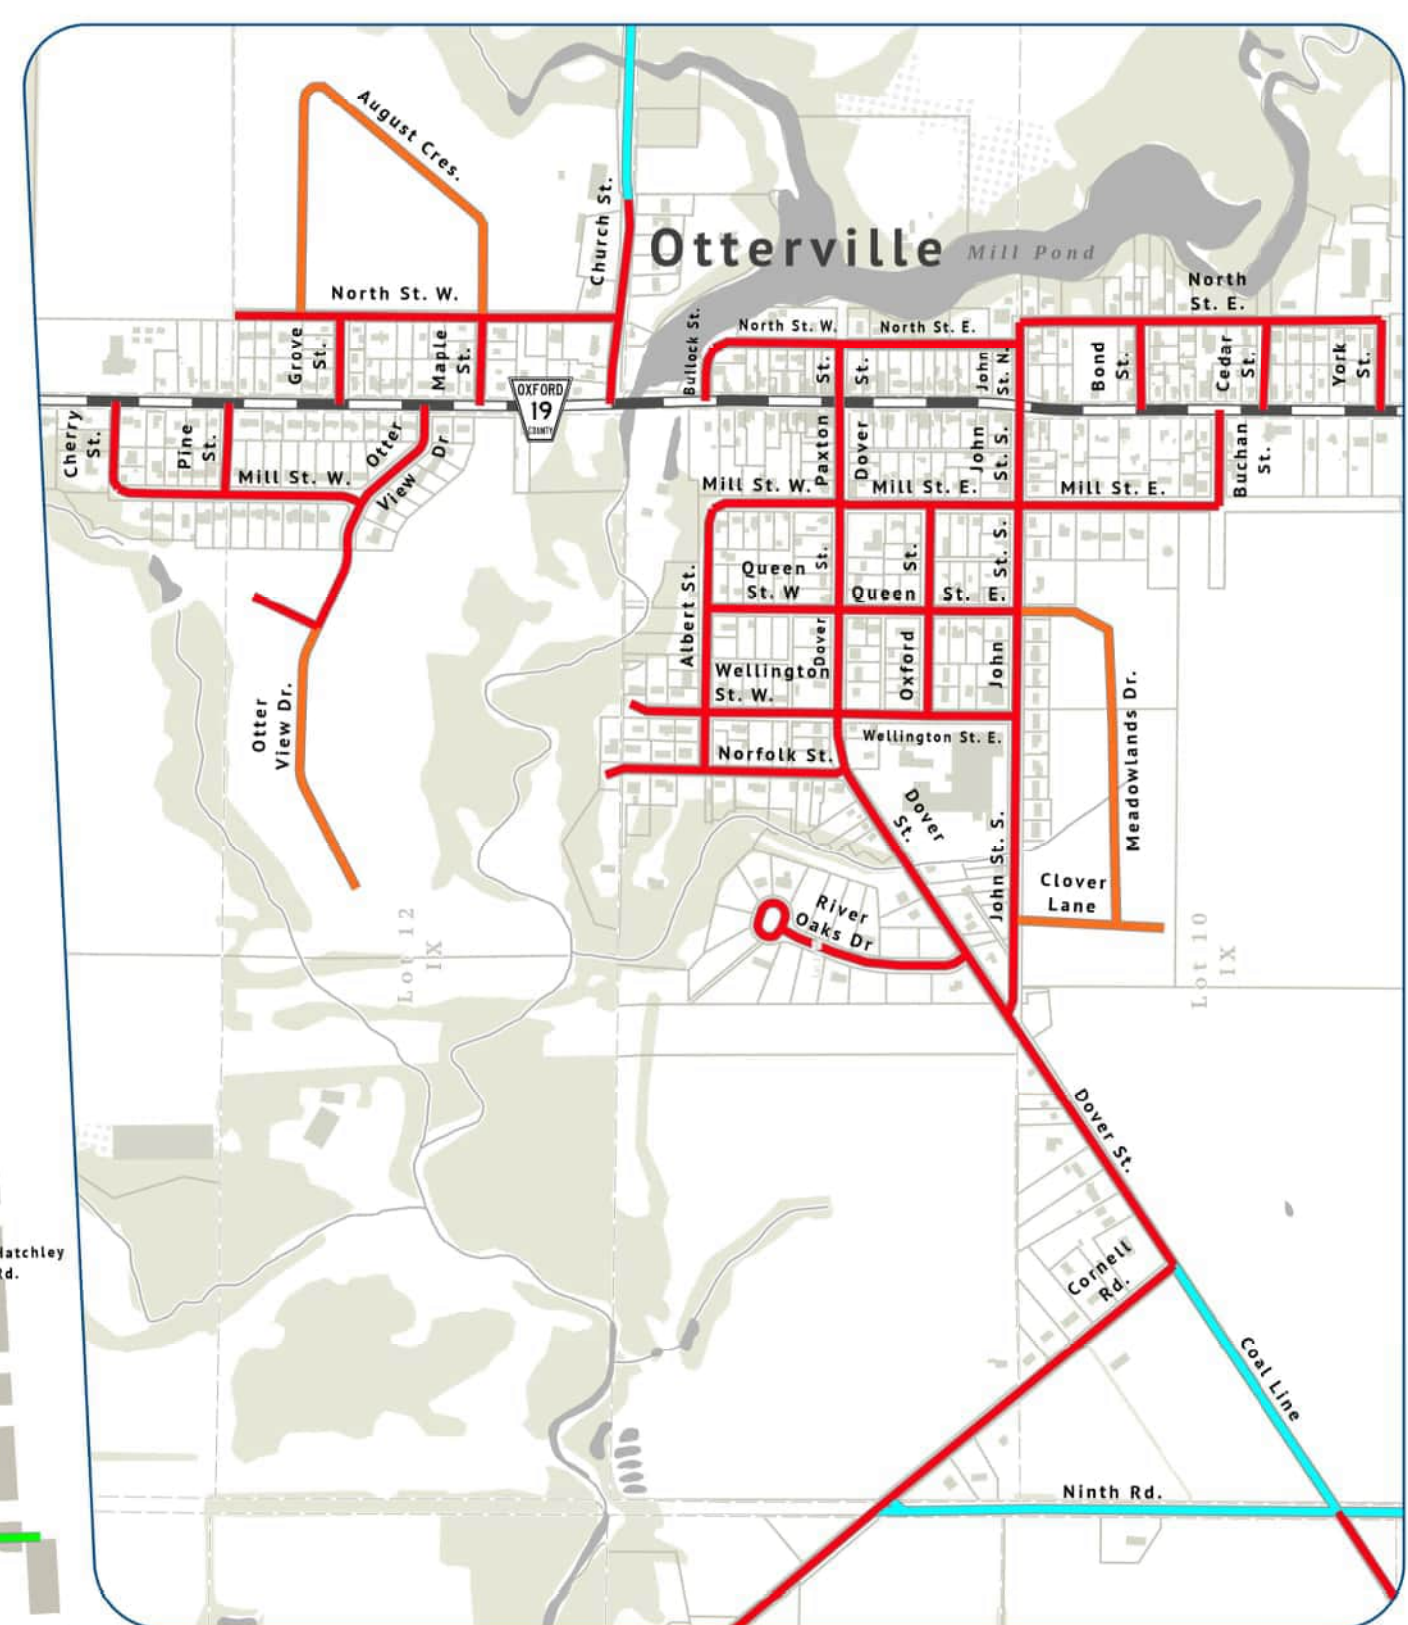 August Cres.
Church St.
Otterville
Mill Pond
North
St. E.
North St. W.
Bullock St.
North St. W.
North St. E.
Grove
St.
Maple
St.
St.
St.
John
St. N.
Bond
St.
Cedar
St.
York
St.
OXFORD
19
COUNTY
Cherry
St.
Pine
St.
Otter
View
Dr
Mill St. W.
Paxton
Dover
John
St. S.
Buchan
St.
Mill St. W.
Mill St. E.
Mill St. E.
Albert St.
Queen
St. W
St.
Queen
St.
St. E.
St. S.
Wellington
St. W.
Dover
Oxford
John
Otter
View Dr.
Wellington St. E.
Norfolk St.
Meadowlands Dr.
Dover
St.
John St. S.
Clover
Lane
River
Oaks Dr
Lot 12
IX
Lot 10
IX
Dover St.
Hatchley
Rd.
Cornell
Rd.
Coal Line
Ninth Rd.